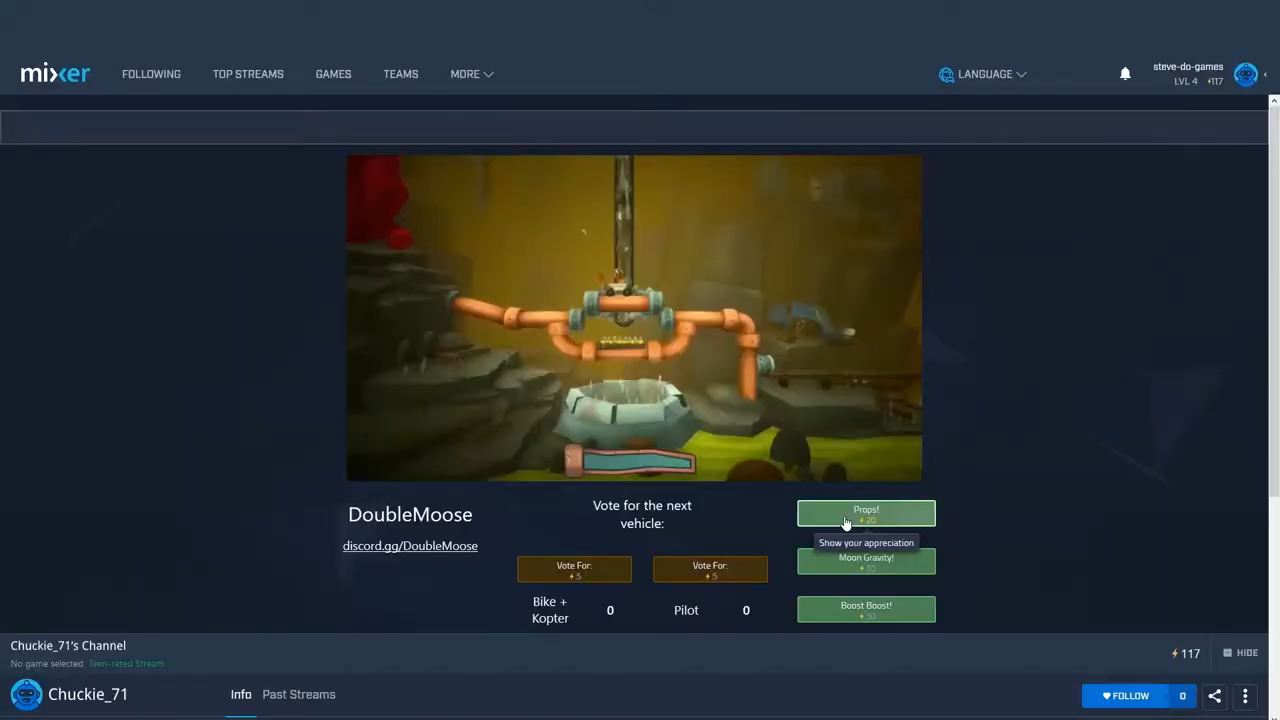 mixer
FOLLOWING
TOP STREAMS
GAMES
TEAMS
MORE
LANGUAGE
steve-do-games
LVL 4 117
DoubleMoose
discord.gg/DoubleMoose
Vote for the next
vehicle:
Vote For:
5
Vote For:
5
Bike +
Kopter
0
Pilot
0
Props!
20
Show your appreciation
Moon Gravity!
50
Boost Boost!
50
Chuckie_71's Channel
No game selected Teen-rated Stream
117
HIDE
Chuckie_71
Info
Past Streams
FOLLOW
0